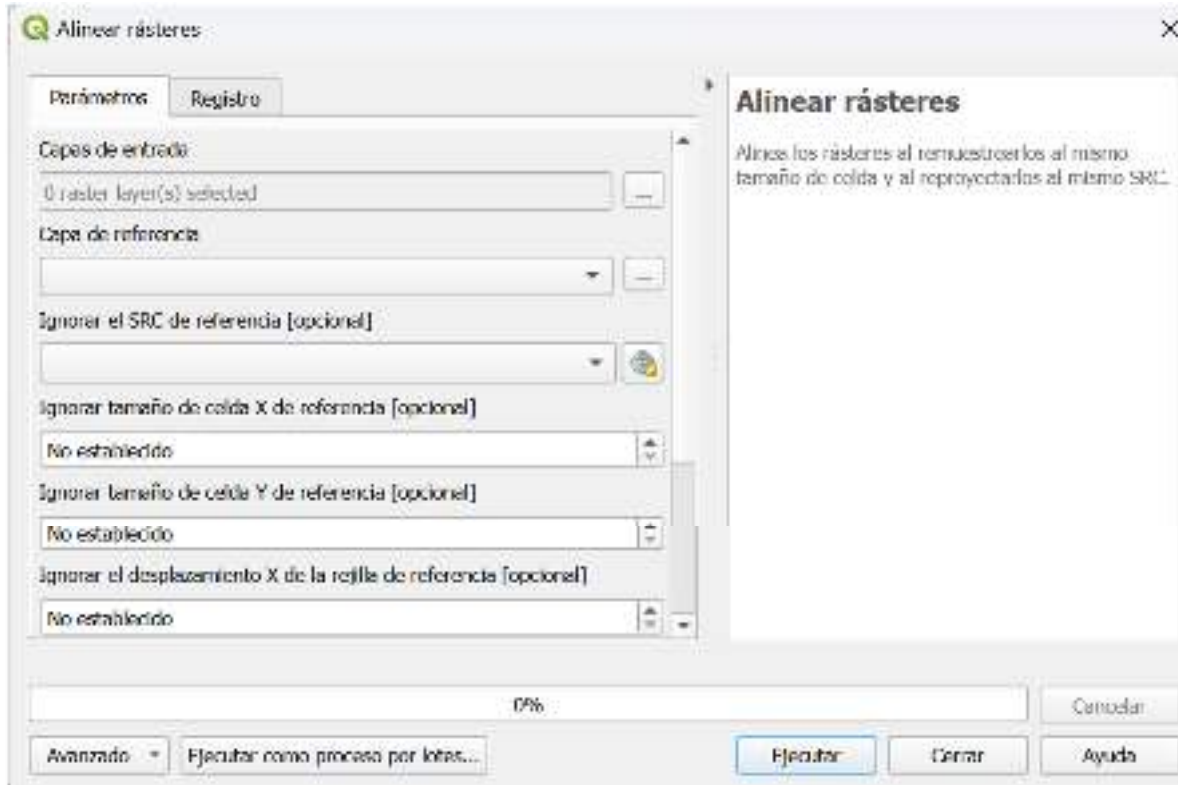 Alinear rásteres
Parámetros
Registro
Capas de entrada
0 raster layer(s) selected
...
Capa de referencia
...
Ignorar el SRC de referencia [opcional]
Ignorar tamaño de celda X de referencia [opcional]
No establecido
Ignorar tamaño de celda Y de referencia [opcional]
No establecido
Ignorar el desplazamiento X de la rejilla de referencia [opcional]
No establecido
Alinear rásteres
Alinea los rásteres al remuestrearlos al mismo
tamaño de celda y al reproyectarlos al mismo SRC.
0%
Cancelar
Avanzado
Ejecutar como proceso por lotes...
Ejecutar
Cerrar
Ayuda